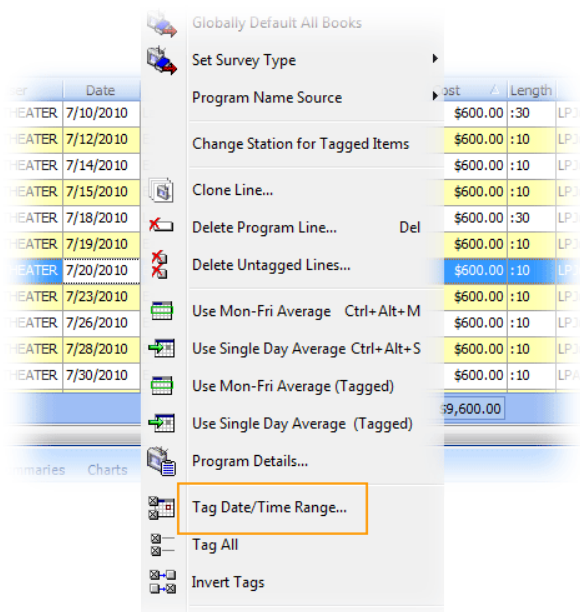 Globally Default All Books
Set Survey Type
Program Name Source
Change Station for Tagged Items
Clone Line...
Delete Program Line... Del
Delete Untagged Lines...
Use Mon-Fri Average Ctrl+Alt+M
Use Single Day Average Ctrl+Alt+S
Use Mon-Fri Average (Tagged)
Use Single Day Average (Tagged)
Program Details...
Tag Date/Time Range...
Tag All
Invert Tags
Date Length
HEATER 7/10/2010 $600.00 :30
HEATER 7/12/2010 $600.00 :10
HEATER 7/14/2010 $600.00 :10
HEATER 7/15/2010 $600.00 :10
HEATER 7/18/2010 $600.00 :30
HEATER 7/19/2010 $600.00 :10
EATER 7/20/2010 $600.00 :10
HEATER 7/23/2010 $600.00 :10
HEATER 7/26/2010 $600.00 :10
HEATER 7/28/2010 $600.00 :10
HEATER 7/30/2010 $600.00 :10
$9,600.00
maries Charts